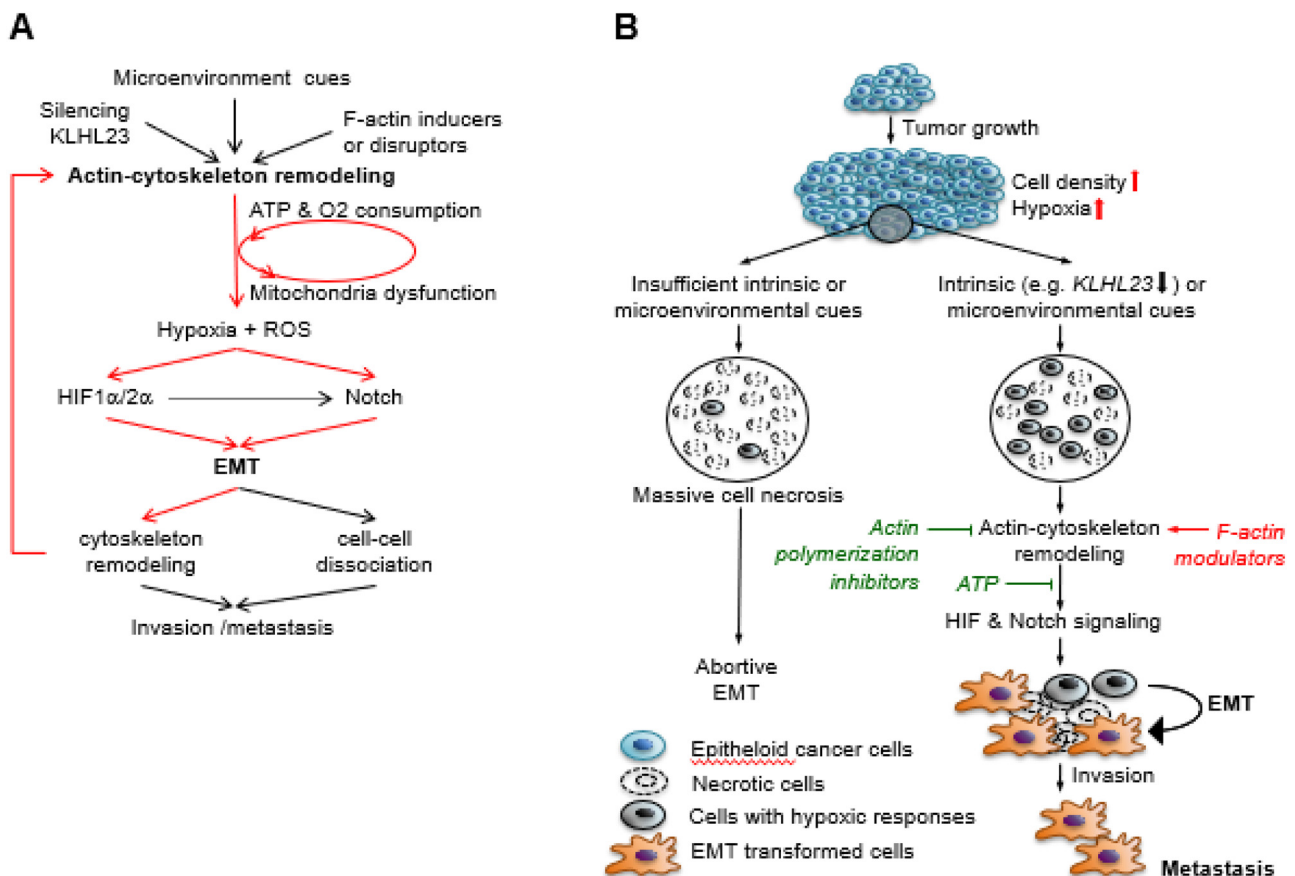 A
Microenvironment cues
Silencing
KLHL23
F-actin inducers
or disruptors
Actin-cytoskeleton remodeling
ATP & O2 consumption
Mitochondria dysfunction
Hypoxia + ROS
HIF1α/2α
Notch
EMT
cytoskeleton
remodeling
cell-cell
dissociation
Invasion /metastasis
B
Tumor growth
Cell density
Hypoxia
Insufficient intrinsic or
microenvironmental cues
Intrinsic (e.g. KLHL23 ) or
microenvironmental cues
Massive cell necrosis
Actin
polymerization
inhibitors
Actin-cytoskeleton
remodeling
F-actin
modulators
ATP
HIF & Notch signaling
Abortive
EMT
EMT
Invasion
Metastasis
Epitheloid cancer cells
Necrotic cells
Cells with hypoxic responses
EMT transformed cells